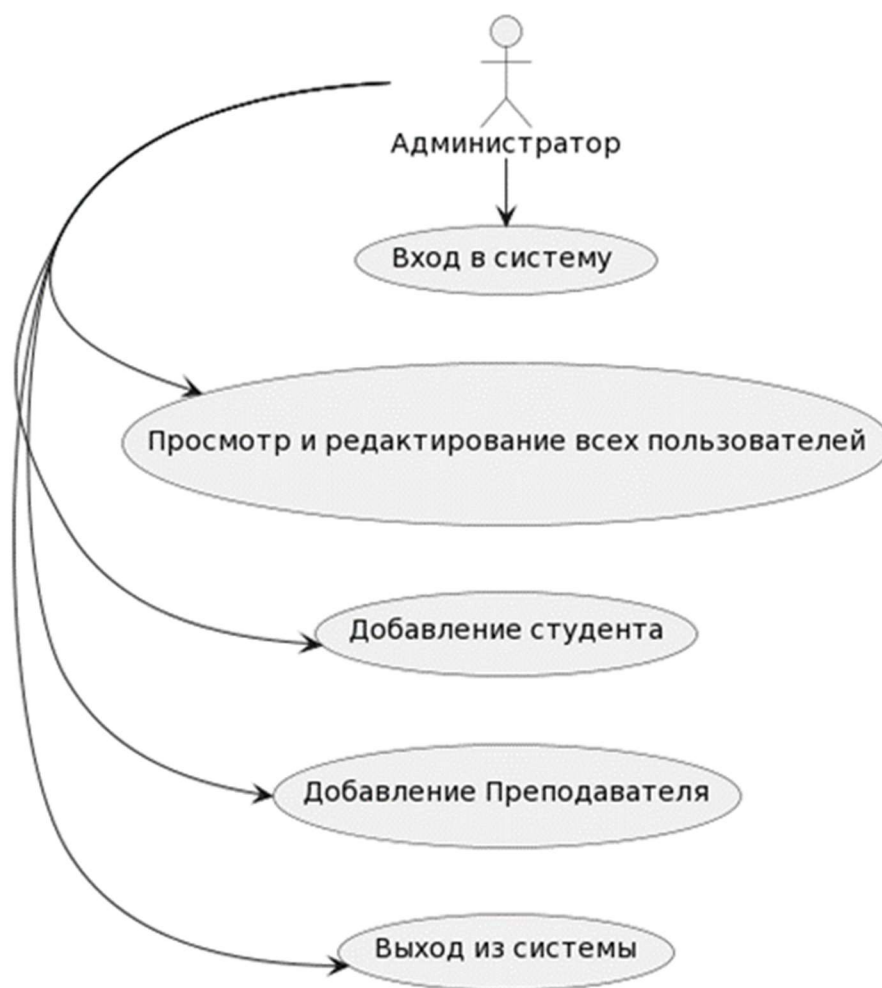 Администратор
Вход в систему
Просмотр и редактирование всех пользователей
Добавление студента
Добавление Преподавателя
Выход из системы